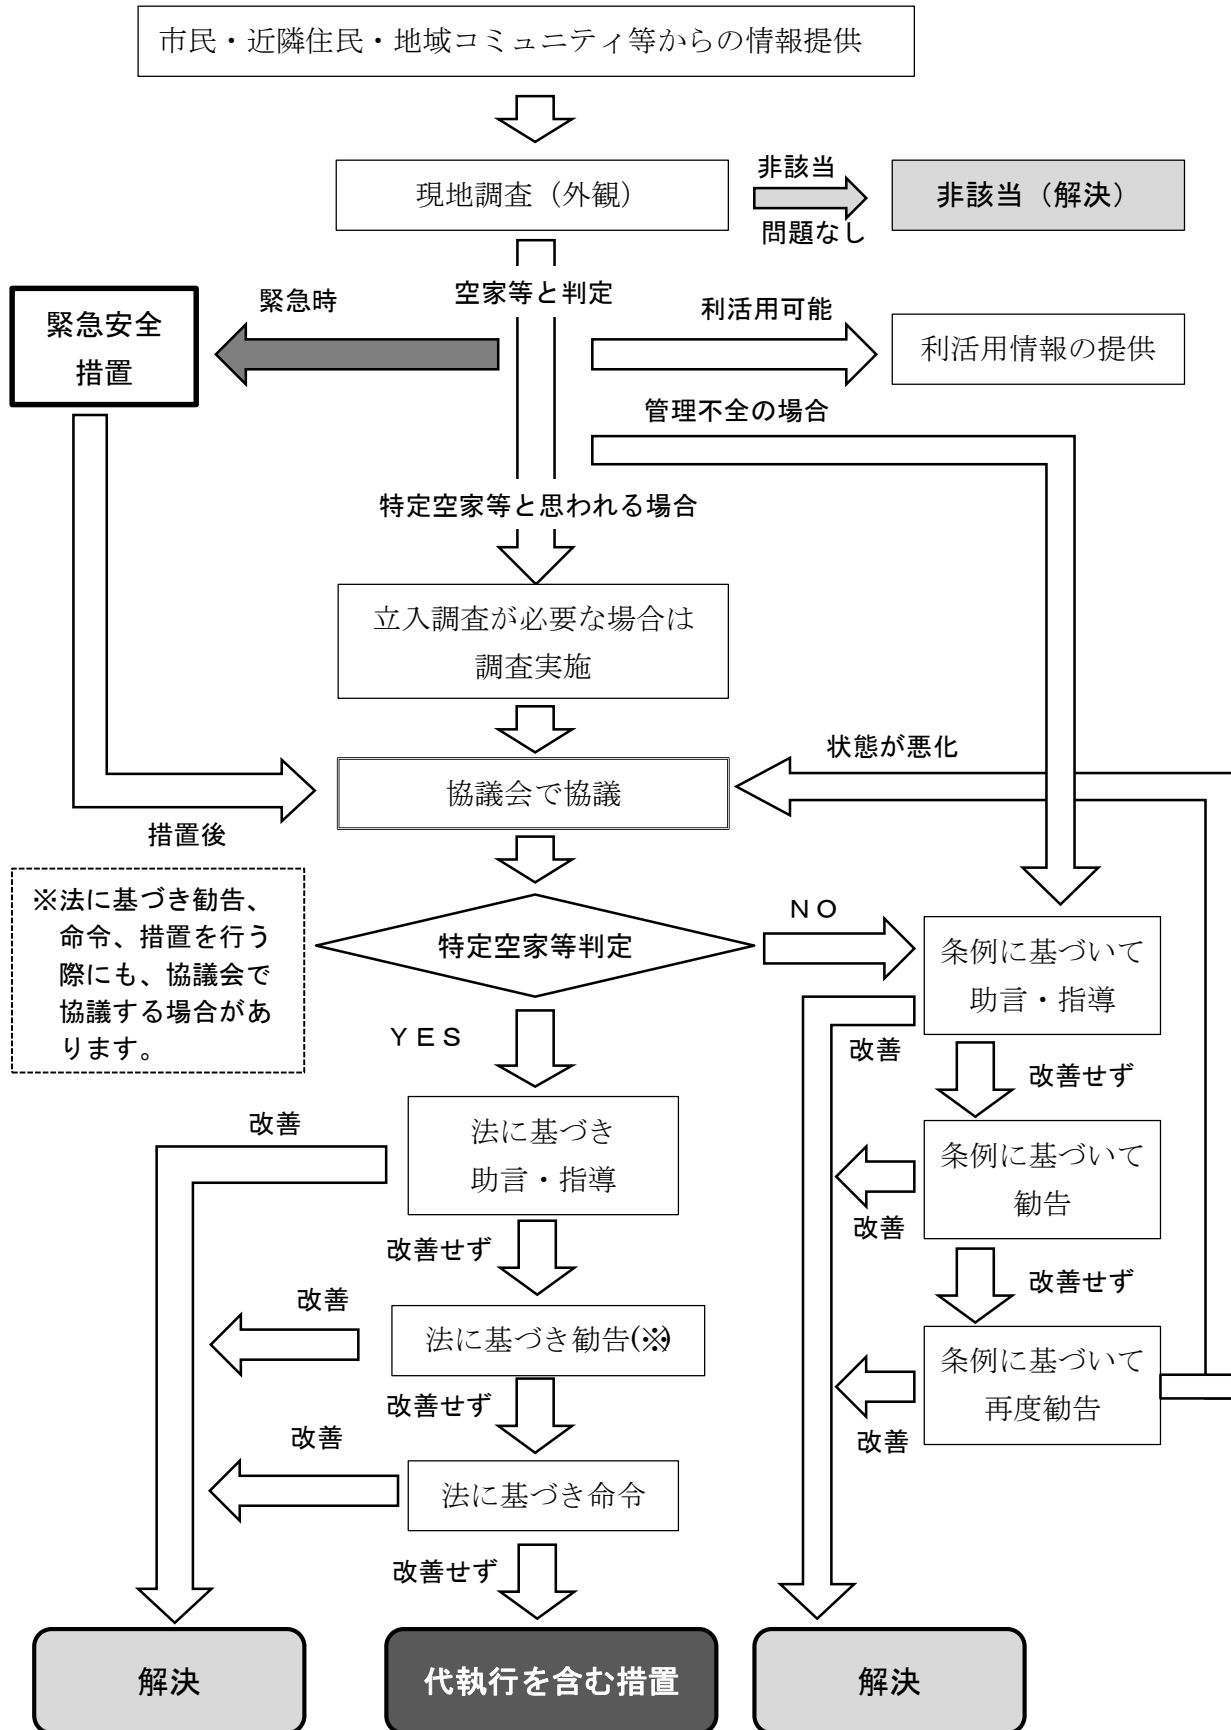 市民・近隣住民・地域コミュニティ等からの情報提供
現地調査（外観）
非該当
問題なし
非該当（解決）
空家等と判定
緊急時
緊急安全
措置
利活用可能
利活用情報の提供
管理不全の場合
特定空家等と思われる場合
立入調査が必要な場合は
調査実施
状態が悪化
協議会で協議
措置後
※法に基づき勧告、
命令、措置を行う
際にも、協議会で
協議する場合があ
ります。
特定空家等判定
ＮＯ
条例に基づいて
助言・指導
ＹＥＳ
改善
改善せず
改善
法に基づき
助言・指導
条例に基づいて
勧告
改善
改善せず
改善せず
改善
法に基づき勧告(※)
条例に基づいて
再度勧告
改善せず
改善
改善
法に基づき命令
改善せず
解決
代執行を含む措置
解決